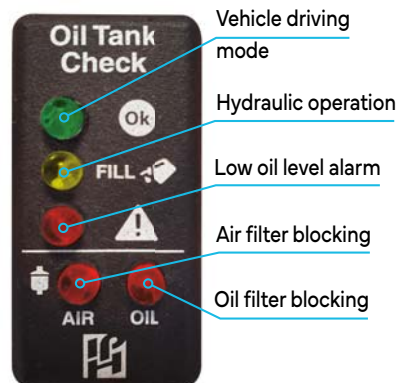 Oil Tank
Check
Ok
FILL
AIR
OIL
Vehicle driving
mode
Hydraulic operation
Low oil level alarm
Air filter blocking
Oil filter blocking